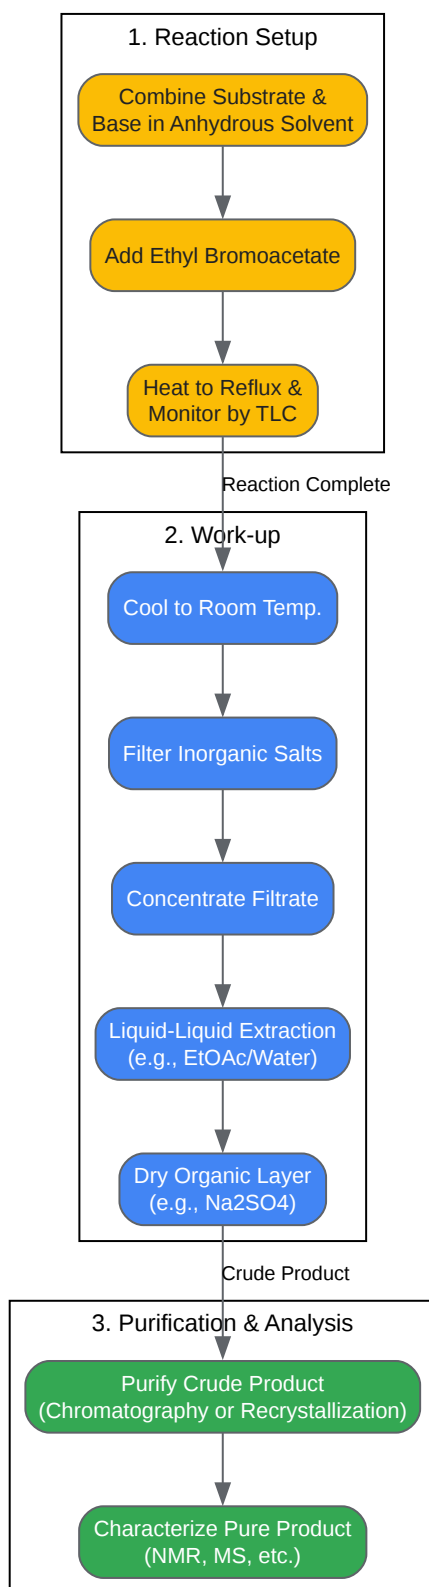 1. Reaction Setup
Combine Substrate &
Base in Anhydrous Solvent
Add Ethyl Bromoacetate
Heat to Reflux &
Monitor by TLC
Reaction Complete
2. Work-up
Cool to Room Temp.
Filter Inorganic Salts
Concentrate Filtrate
Liquid-Liquid Extraction
(e.g., EtOAc/Water)
Dry Organic Layer
(e.g., Na2SO4)
Crude Product
3. Purification & Analysis
Purify Crude Product
(Chromatography or Recrystallization)
Characterize Pure Product
(NMR, MS, etc.)